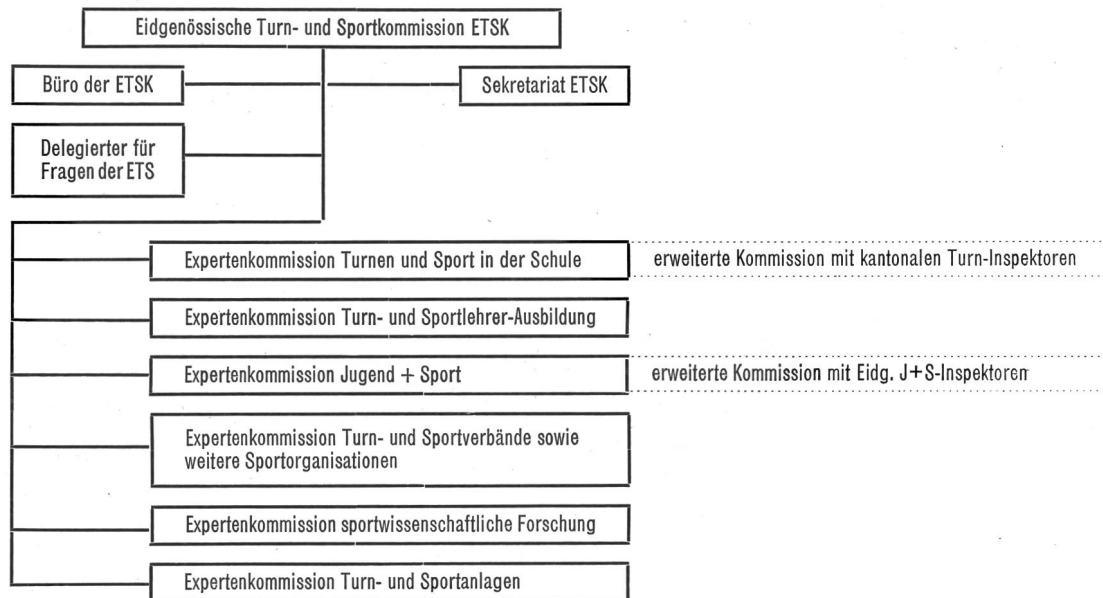 Eidgenössische Turn- und Sportkommission ETSK
Büro der ETSK
Sekretariat ETSK
Delegierter für
Fragen der ETS
Expertenkommission Turnen und Sport in der Schule
erweiterte Kommission mit kantonalen Turn-Inspektoren
Expertenkommission Turn- und Sportlehrer-Ausbildung
Expertenkommission Jugend + Sport
erweiterte Kommission mit Eidg. J+S-Inspektoren
Expertenkommission Turn- und Sportverbände sowie
weitere Sportorganisationen
Expertenkommission sportwissenschaftliche Forschung
Expertenkommission Turn- und Sportanlagen